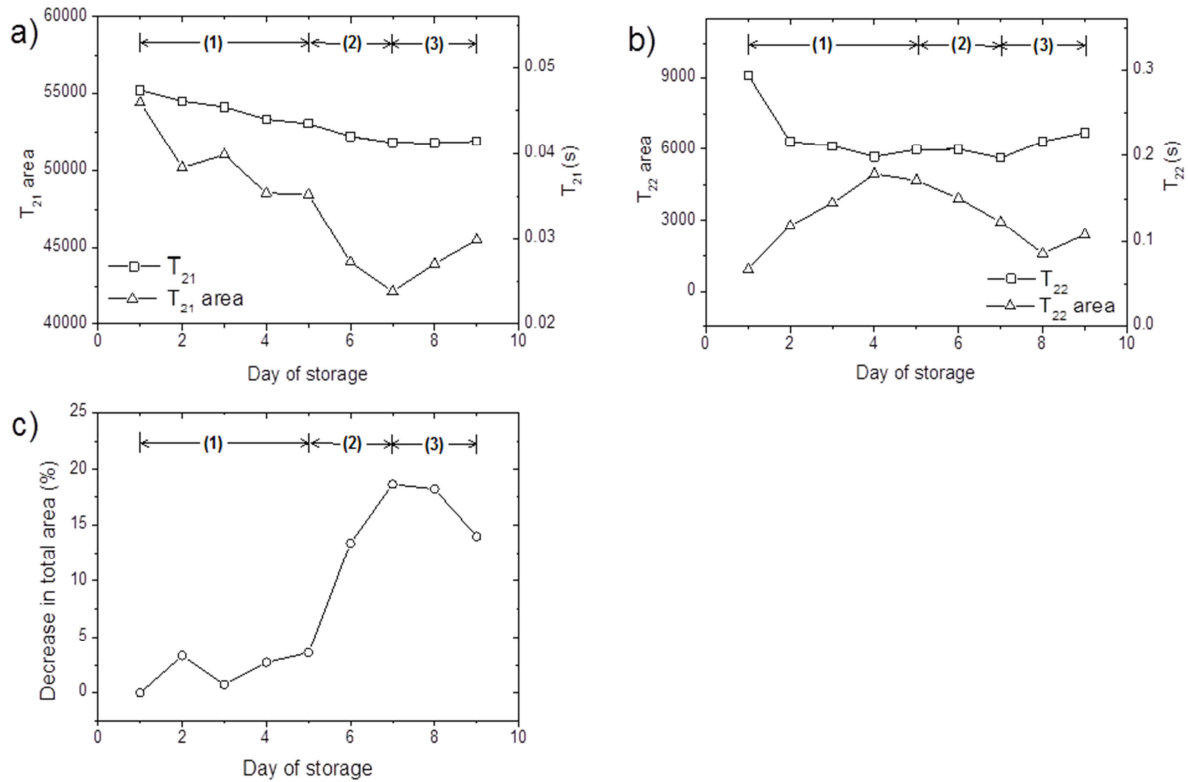 a)
60000
55000
50000
45000
40000
T21 area
(1) (2) (3)
0.05
0.04
0.03
0.02
T21 (s)
T21
T21 area
0 2 4 6 8 10
Day of storage
b)
9000
6000
3000
0
T22 area
(1) (2) (3)
0.3
0.2
0.1
0.0
T22 (s)
T22
T22 area
0 2 4 6 8 10
Day of storage
c)
25
20
15
10
5
0
Decrease in total area (%)
(1) (2) (3)
0 2 4 6 8 10
Day of storage